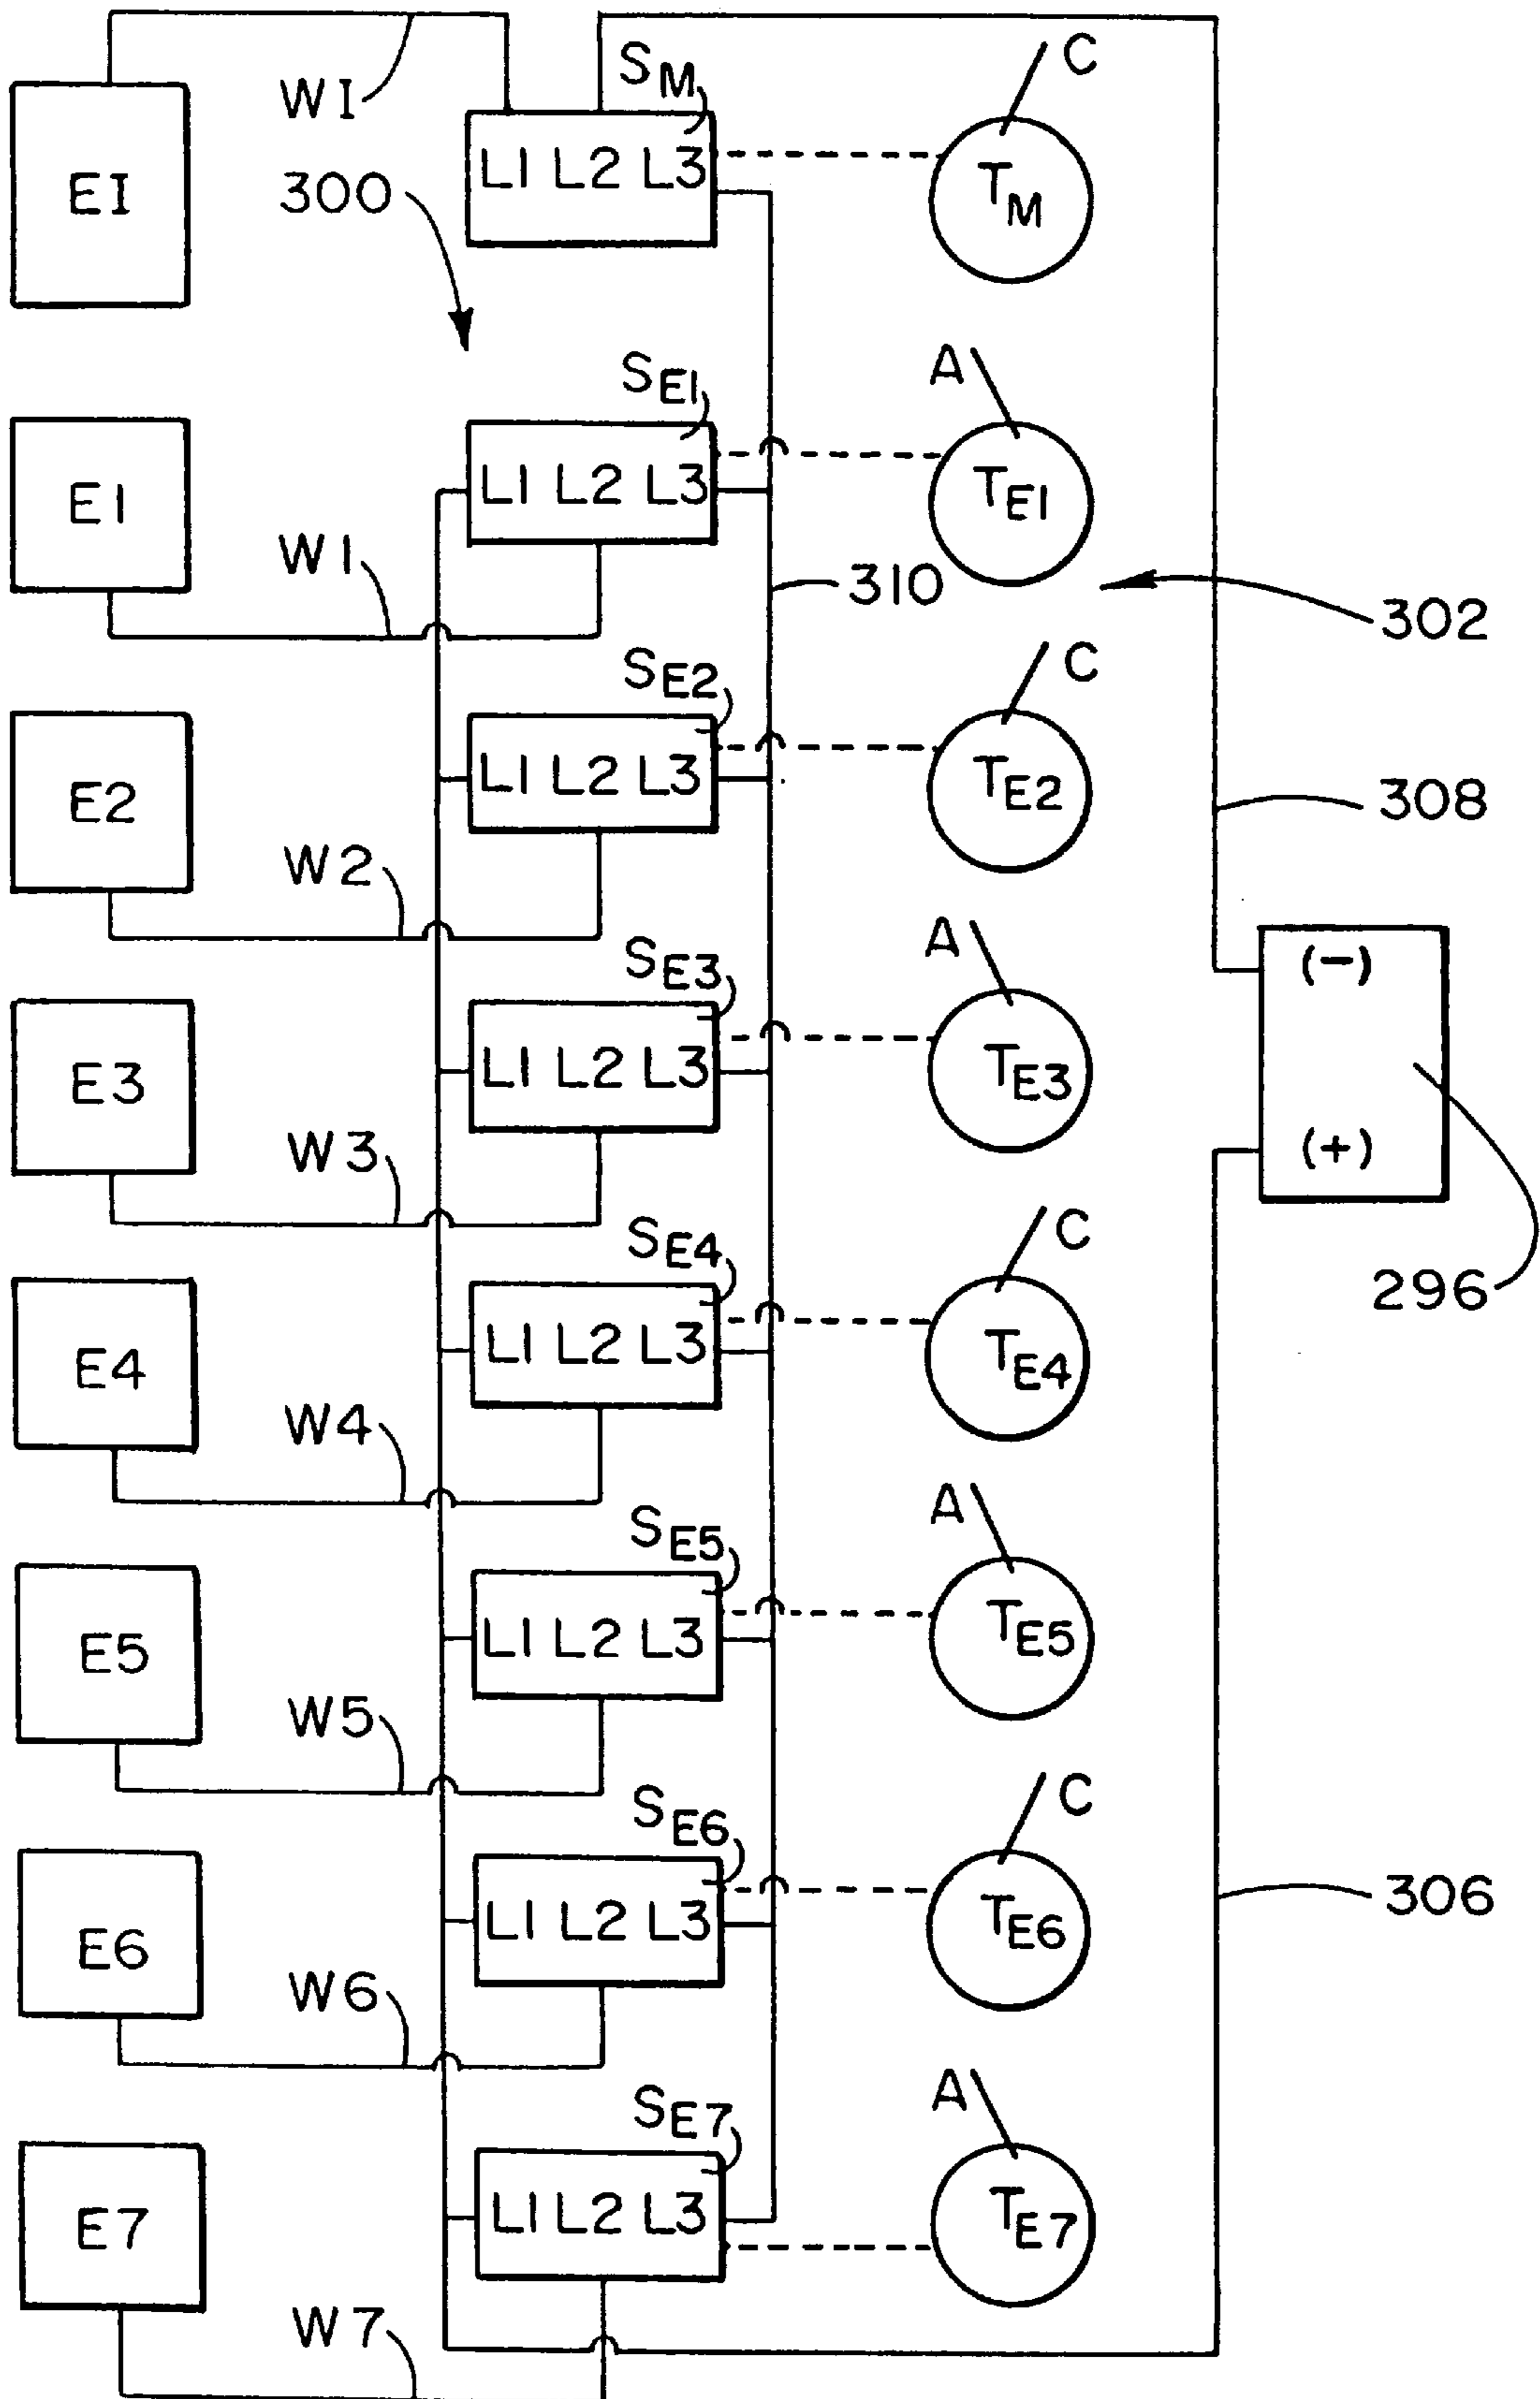 WI
SM
C
EI
300
L1 L2 L3
TM
SE1
A
E1
L1 L2 L3
TE1
W1
310
302
SE2
C
E2
L1 L2 L3
TE2
308
W2
SE3
A
(-)
E3
L1 L2 L3
TE3
W3
(+)
SE4
C
296
E4
L1 L2 L3
TE4
W4
SE5
A
E5
L1 L2 L3
TE5
W5
SE6
C
306
E6
L1 L2 L3
TE6
W6
SE7
A
E7
L1 L2 L3
TE7
W7